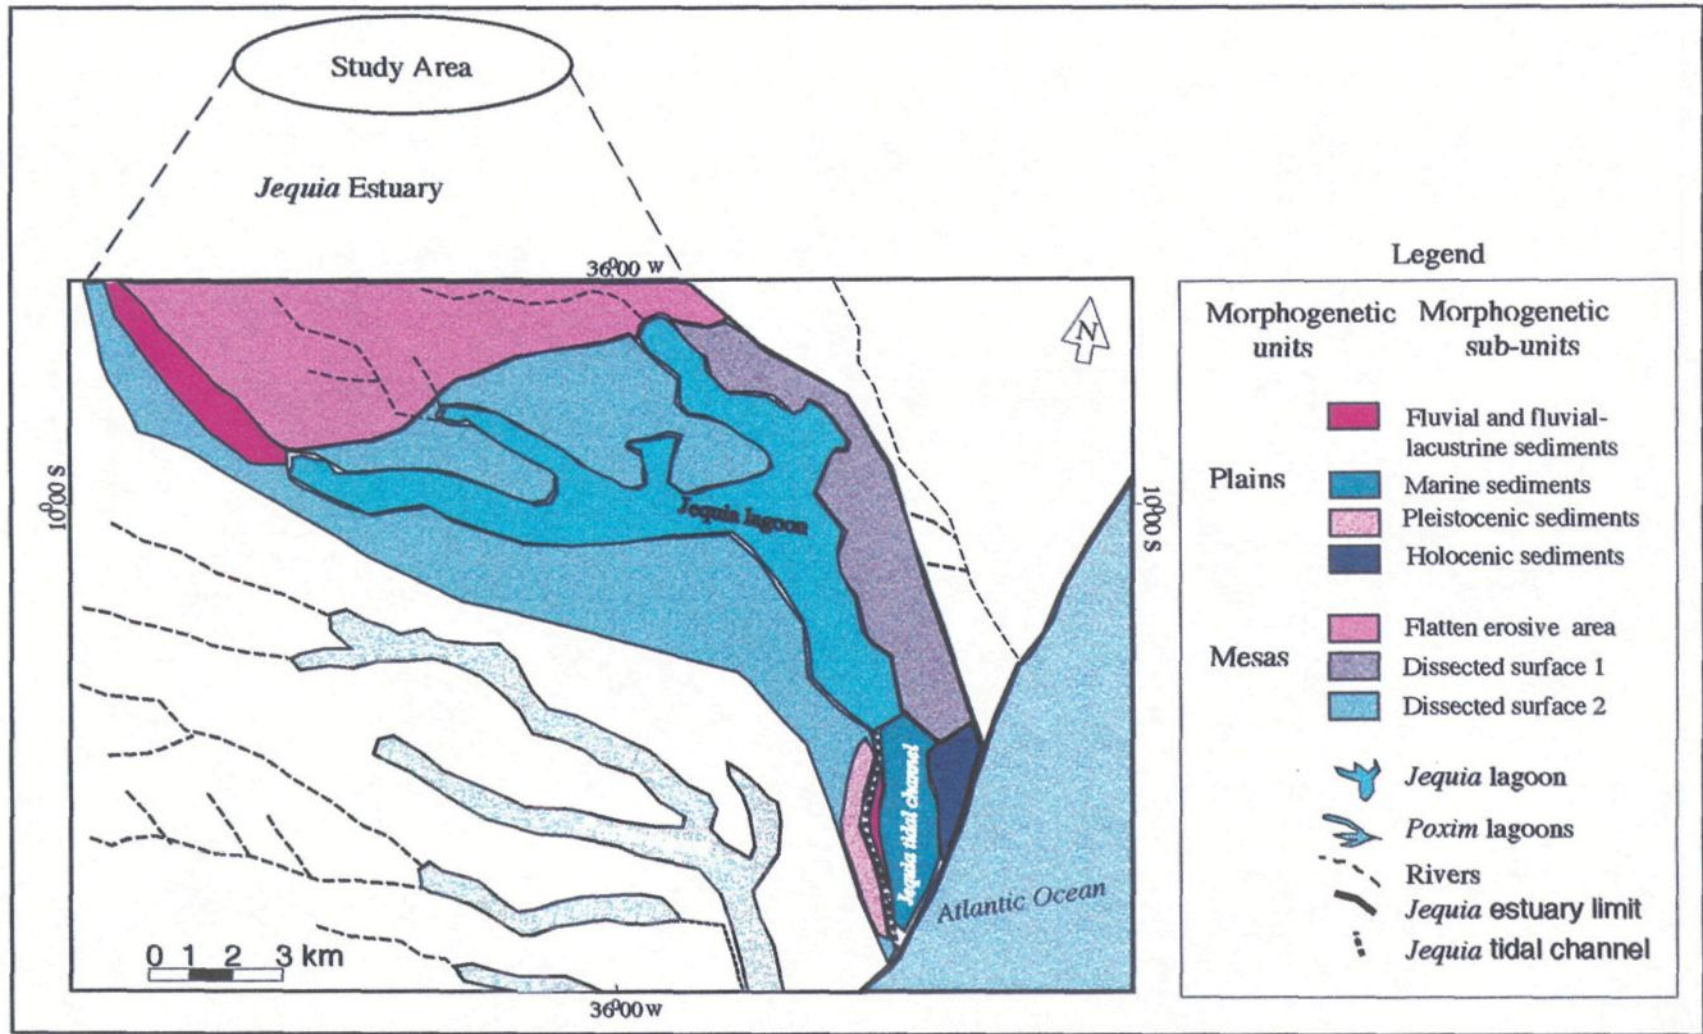 Study Area
Jequia Estuary
36°00 W
N
10°00 S
10°00 S
Jequia lagoon
Jequia tidal channel
Atlantic Ocean
0 1 2 3 km
36°00 W
Legend
Morphogenetic units
Morphogenetic sub-units
Plains
Fluvial and fluvial-
lacustrine sediments
Marine sediments
Pleistocenic sediments
Holocenic sediments
Mesas
Flatten erosive area
Dissected surface 1
Dissected surface 2
Jequia lagoon
Poxim lagoons
Rivers
Jequia estuary limit
Jequia tidal channel